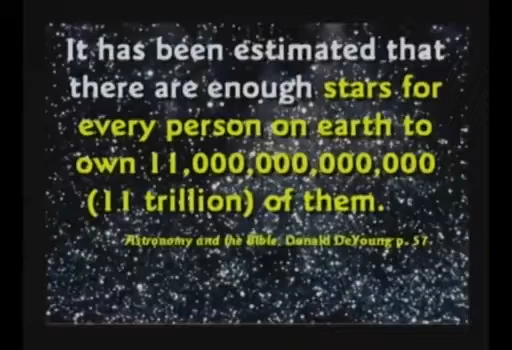 It has been estimated that
there are enough stars for
every person on earth to
own 11,000,000,000,000
(11 trillion) of them.
Astronomy and the Bible, Donald DeYoung p. 57